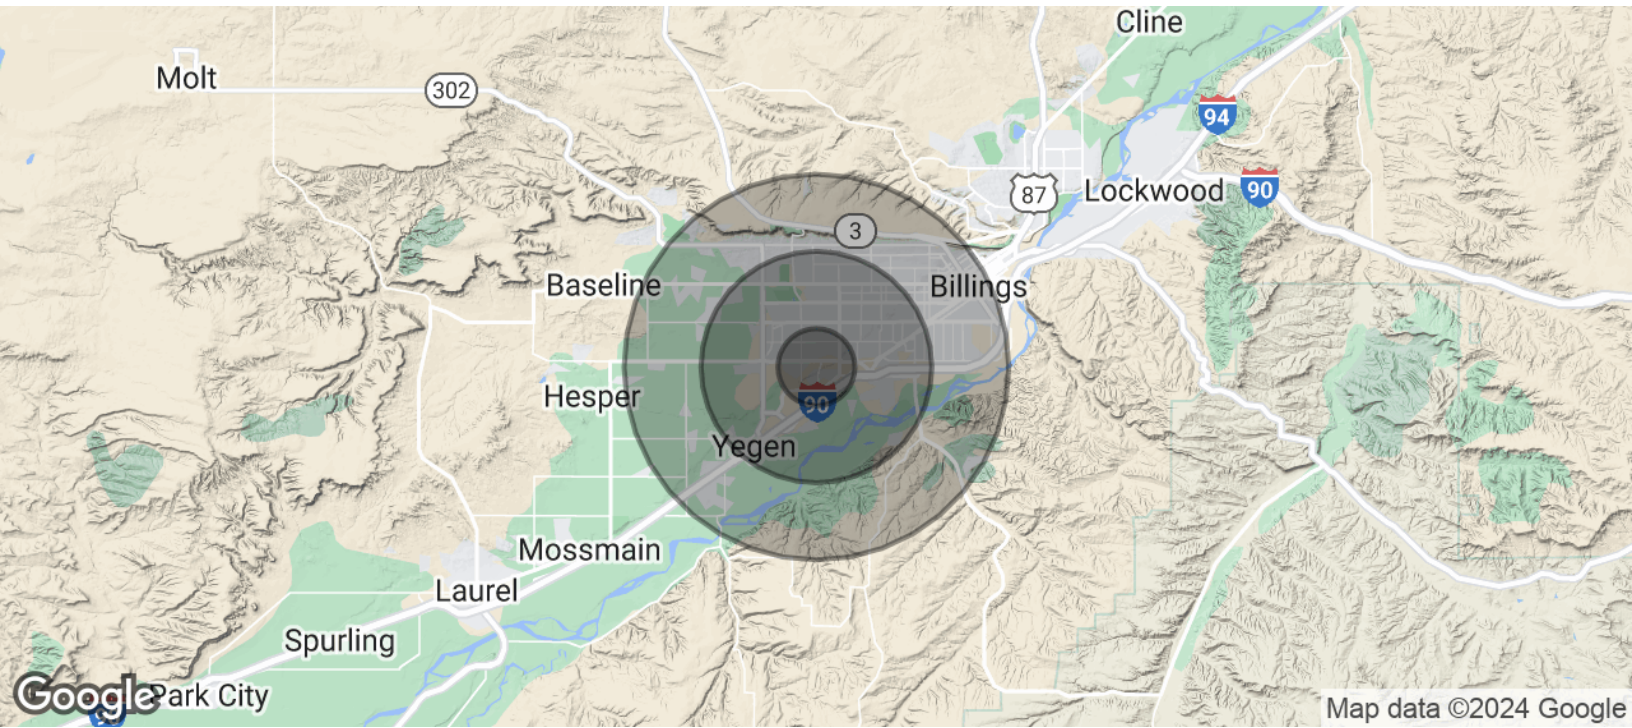 Cline
Molt
302
94
87
Lockwood
90
3
Baseline
Billings
Hesper
90
Yegen
Mossmain
Laurel
Spurling
Google
Park City
Map data ©2024 Google